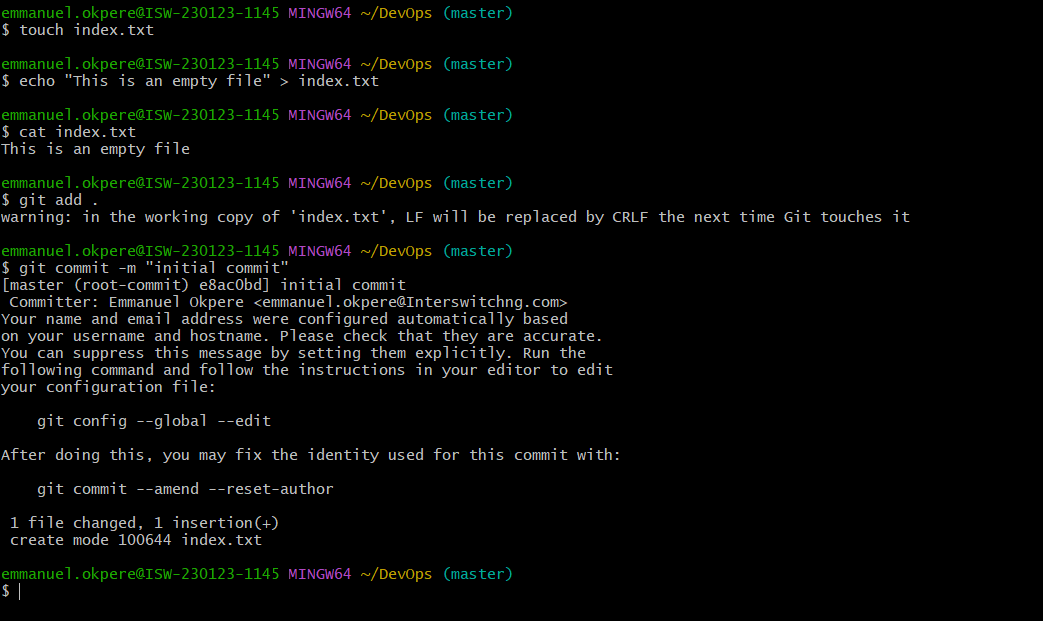 emmanuel.okpere@ISW-230123-1145 MINGW64 ~/DevOps (master)
$ touch index.txt
emmanuel.okpere@ISW-230123-1145 MINGW64 ~/DevOps (master)
$ echo "This is an empty file" > index.txt
emmanuel.okpere@ISW-230123-1145 MINGW64 ~/DevOps (master)
$ cat index.txt
This is an empty file
emmanuel.okpere@ISW-230123-1145 MINGW64 ~/DevOps (master)
$ git add .
warning: in the working copy of 'index.txt', LF will be replaced by CRLF the next time Git touches it
emmanuel.okpere@ISW-230123-1145 MINGW64 ~/DevOps (master)
$ git commit -m "initial commit"
[master (root-commit) e8ac0bd] initial commit
 Committer: Emmanuel Okpere <emmanuel.okpere@Interswitchng.com>
Your name and email address were configured automatically based
on your username and hostname. Please check that they are accurate.
You can suppress this message by setting them explicitly. Run the
following command and follow the instructions in your editor to edit
your configuration file:
    git config --global --edit
After doing this, you may fix the identity used for this commit with:
    git commit --amend --reset-author
 1 file changed, 1 insertion(+)
 create mode 100644 index.txt
emmanuel.okpere@ISW-230123-1145 MINGW64 ~/DevOps (master)
$